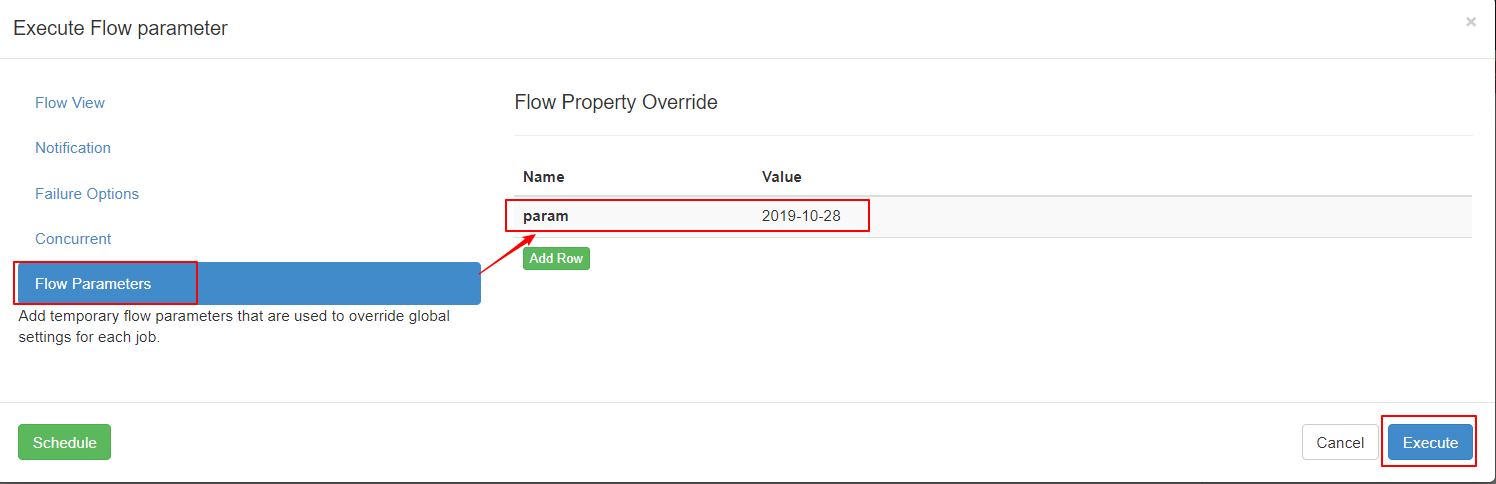 Execute Flow parameter
×
Flow View
Notification
Failure Options
Concurrent
Flow Parameters
Add temporary flow parameters that are used to override global
settings for each job.
Flow Property Override
Name Value
param 2019-10-28
Add Row
Schedule
Cancel
Execute